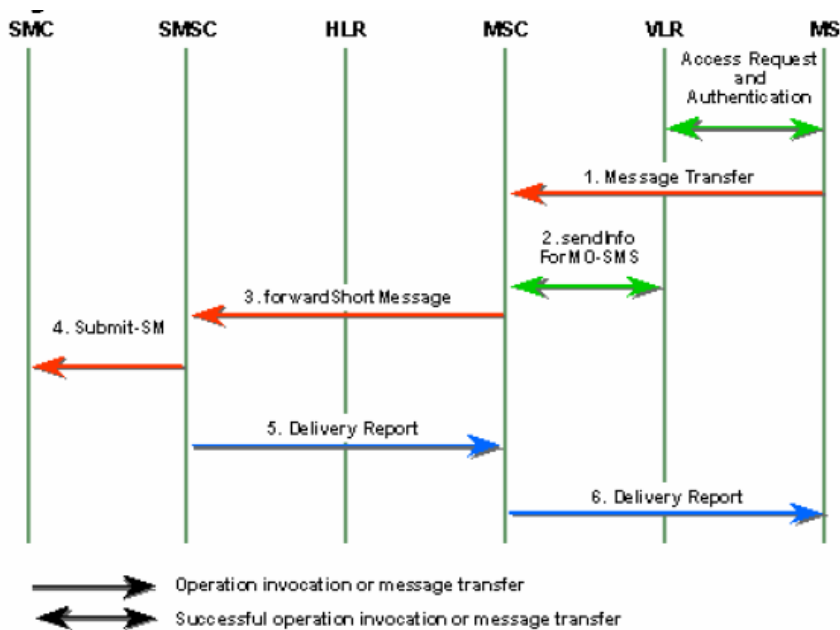 SMC SMSC HLR MSC VLR MS
Access Request
and
Authentication
1. Message Transfer
2. sendInfo
For MO-SMS
3. forwardShort Message
4. Submit-SM
5. Delivery Report
6. Delivery Report
Operation invocation or message transfer
Successful operation invocation or message transfer